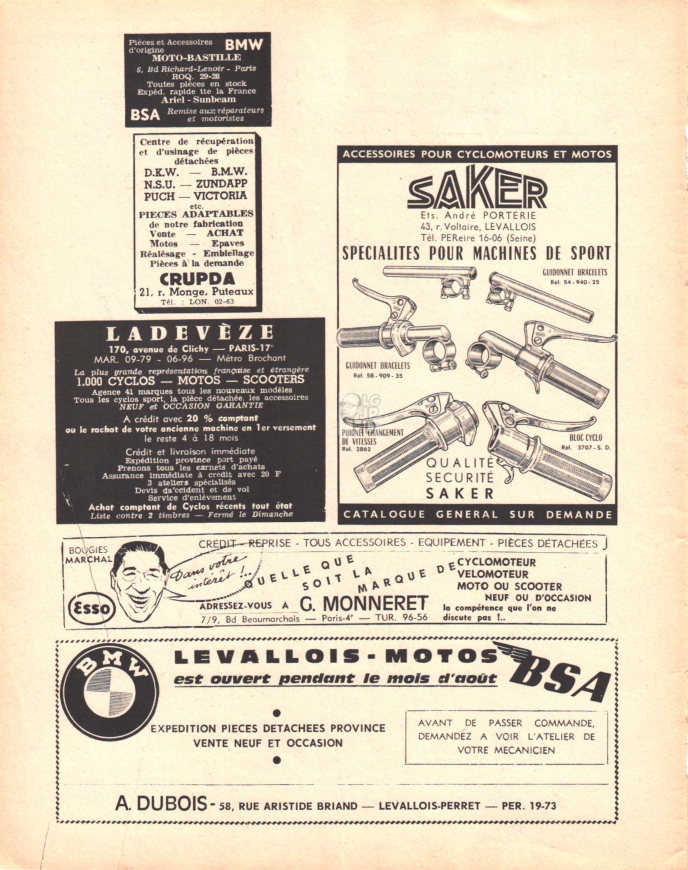 Pièces et Accessoires BMW
d'origine
MOTO-BASTILLE
6, Bd Richard-Lenoir - Paris
ROQ. 29-28
Toutes pièces en stock
Expéd. rapide tte la France
Ariel - Sunbeam
BSA Remise aux réparateurs
et motoristes
Centre de récupération
et d'usinage de pièces
détachées
D.K.W. — B.M.W.
N.S.U. — ZUNDAPP
PUCH — VICTORIA
etc.
PIECES ADAPTABLES
de notre fabrication
Vente — ACHAT
Motos — Epaves
Réalésage - Embiellage
Pièces à la demande
CRUPDA
21, r. Monge, Puteaux
Tél. : LON. 02-63
LADEVÈZE
170, avenue de Clichy — PARIS-17e
MAR. 09-79 - 06-96 — Métro Brochant
La plus grande représentation française et étrangère
1.000 CYCLOS — MOTOS — SCOOTERS
Agence 41 marques tous les nouveaux modèles
Tous les cyclos sport, la pièce détachée, les accessoires
NEUF et OCCASION GARANTIE
A crédit avec 20 % comptant
ou le rachat de votre ancienne machine en 1er versement
le reste 4 à 18 mois
Crédit et livraison immédiate
Expédition province port payé
Prenons tous les carnets d'achats
Assurance immédiate à crédit avec 20 F
3 ateliers spécialisés
Devis d'accident et de vol
Service d'enlèvement
Achat comptant de Cyclos récents tout état
Liste contre 2 timbres — Fermé le Dimanche
ACCESSOIRES POUR CYCLOMOTEURS ET MOTOS
SAKER
Ets. André PORTERIE
43, r. Voltaire, LEVALLOIS
Tél. PEReire 16-06 (Seine)
SPECIALITES POUR MACHINES DE SPORT
GUIDONNET BRACELETS
Réf. 54-940-25
GUIDONNET BRACELETS
Réf. 58-909-35
POIGNÉE CHANGEMENT
DE VITESSES
Réf. 2862
BLOC CYCLO
Réf. 3707-S. D.
QUALITE
SECURITÉ
SAKER
CATALOGUE GENERAL SUR DEMANDE
BOUGIES
MARCHAL
CREDIT - REPRISE - TOUS ACCESSOIRES - EQUIPEMENT - PIÈCES DÉTACHÉES
Dans votre
intérêt !..
QUELLE QUE
SOIT LA
MARQUE DE
CYCLOMOTEUR
VELOMOTEUR
MOTO OU SCOOTER
NEUF OU D'OCCASION
la compétence que l'on ne
discute pas !..
Esso
ADRESSEZ-VOUS A G. MONNERET
7/9, Bd Beaumarchais — Paris-4e — TUR. 96-56
BMW
LEVALLOIS-MOTOS
est ouvert pendant le mois d'août
BSA
EXPEDITION PIECES DETACHEES PROVINCE
VENTE NEUF ET OCCASION
AVANT DE PASSER COMMANDE,
DEMANDEZ A VOIR L'ATELIER DE
VOTRE MECANICIEN
A. DUBOIS - 58, RUE ARISTIDE BRIAND — LEVALLOIS-PERRET — PER. 19-73